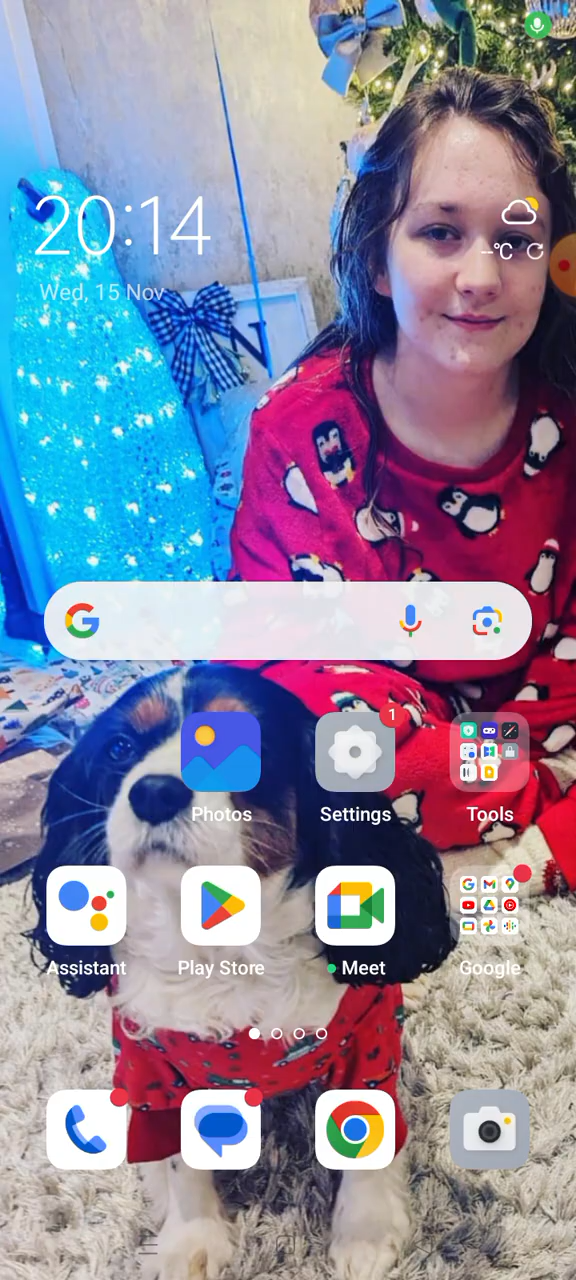 20:14
Wed, 15 Nov
--°C
N
1
Photos
Settings
Tools
Assistant
Play Store
Meet
Google